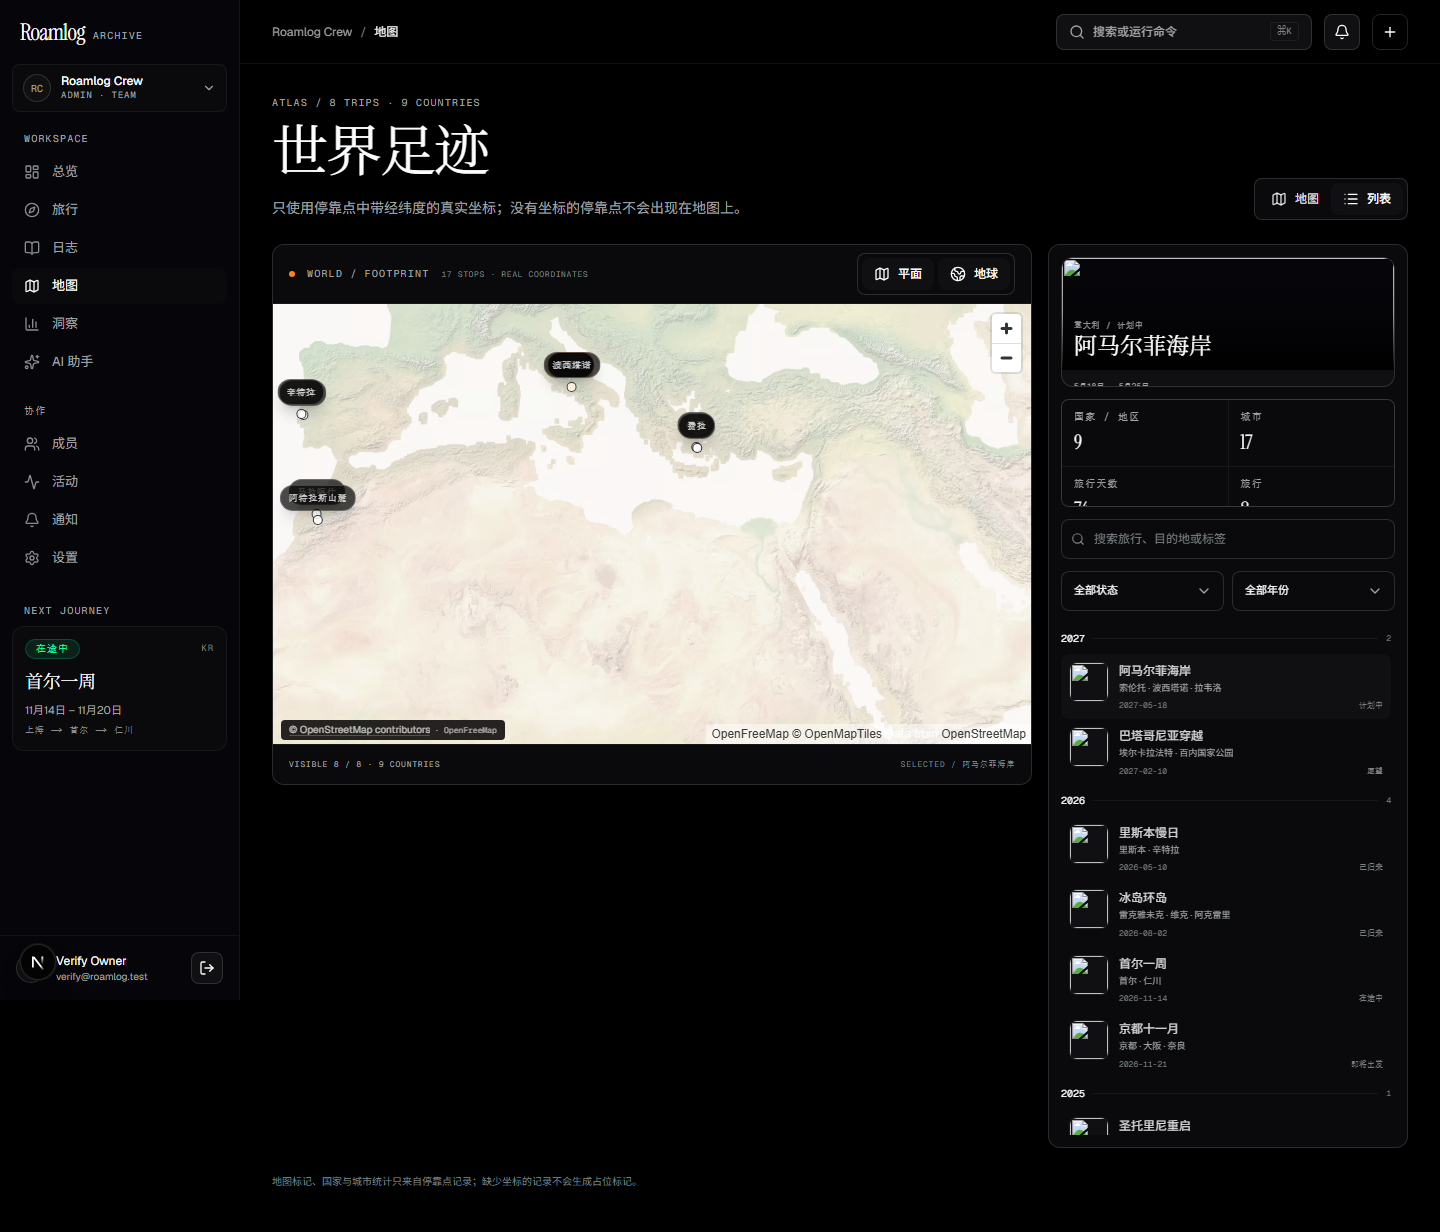 Roamlog ARCHIVE
RC
Roamlog Crew
ADMIN · TEAM
WORKSPACE
总览
旅行
日志
地图
洞察
AI 助手
协作
成员
活动
通知
设置
NEXT JOURNEY
在途中
KR
首尔一周
11月14日 – 11月20日
上海 → 首尔 → 仁川
N
Verify Owner
verify@roamlog.test
Roamlog Crew / 地图
搜索或运行命令
⌘K
ATLAS / 8 TRIPS · 9 COUNTRIES
世界足迹
只使用停靠点中带经纬度的真实坐标；没有坐标的停靠点不会出现在地图上。
地图
列表
WORLD / FOOTPRINT
17 STOPS · REAL COORDINATES
平面
地球
辛特拉
波西塔诺
费拉
阿特拉斯山麓
© OpenStreetMap contributors · OpenFreeMap
OpenFreeMap © OpenMapTiles Data from OpenStreetMap
VISIBLE 8 / 8 · 9 COUNTRIES
SELECTED / 阿马尔菲海岸
意大利 / 计划中
阿马尔菲海岸
5月18日 – 5月26日
国家 / 地区
9
城市
17
旅行天数
旅行
搜索旅行、目的地或标签
全部状态
全部年份
2027
2
阿马尔菲海岸
索伦托 · 波西塔诺 · 拉韦洛
2027-05-18
计划中
巴塔哥尼亚穿越
埃尔卡拉法特 · 百内国家公园
2027-02-10
愿望
2026
4
里斯本慢日
里斯本 · 辛特拉
2026-05-10
已归来
冰岛环岛
雷克雅未克 · 维克 · 阿克雷里
2026-08-02
已归来
首尔一周
首尔 · 仁川
2026-11-14
在途中
京都十一月
京都 · 大阪 · 奈良
2026-11-21
即将出发
2025
1
圣托里尼重启
地图标记、国家与城市统计只来自停靠点记录；缺少坐标的记录不会生成占位标记。